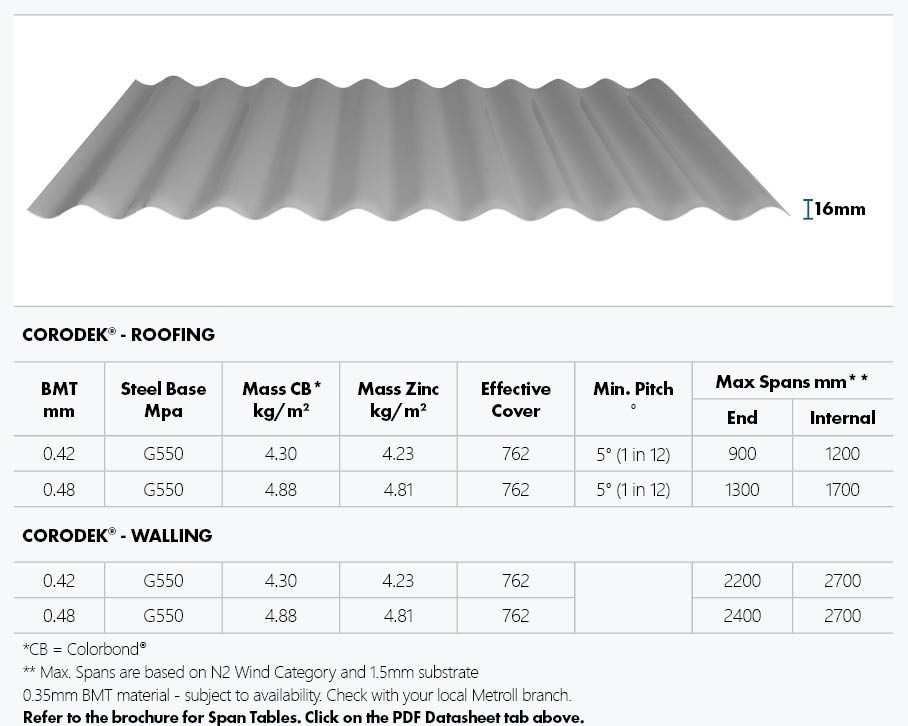 16mm
CORODEK® - ROOFING
BMT mm Steel Base Mpa Mass CB* kg/m² Mass Zinc kg/m² Effective Cover Min. Pitch ° Max Spans mm**
End Internal
0.42 G550 4.30 4.23 762 5° (1 in 12) 900 1200
0.48 G550 4.88 4.81 762 5° (1 in 12) 1300 1700
CORODEK® - WALLING
0.42 G550 4.30 4.23 762 2200 2700
0.48 G550 4.88 4.81 762 2400 2700
*CB = Colorbond®
** Max. Spans are based on N2 Wind Category and 1.5mm substrate
0.35mm BMT material - subject to availability. Check with your local Metroll branch.
Refer to the brochure for Span Tables. Click on the PDF Datasheet tab above.